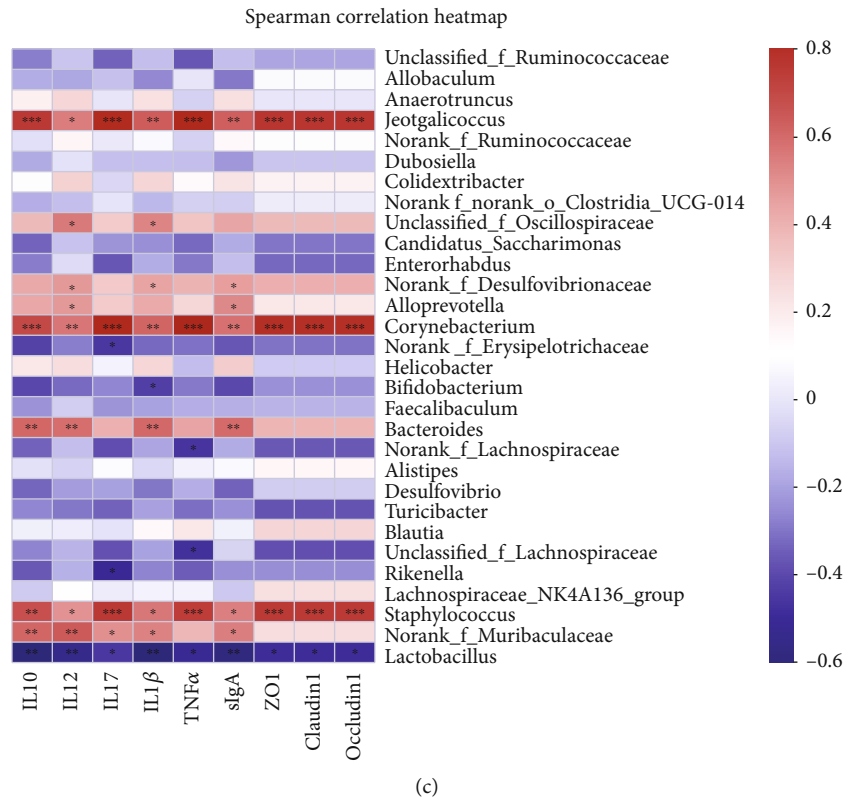 Spearman correlation heatmap
Unclassified_f_Ruminococcaceae
Allobaculum
Anaerotruncus
*** * *** ** *** ** *** *** *** Jeotgalicoccus
Norank_f_Ruminococcaceae
Dubosiella
Colidextribacter
Norank f_norank_o_Clostridia_UCG-014
* * Unclassified_f_Oscillospiraceae
Candidatus_Saccharimonas
Enterorhabdus
* * * Norank_f_Desulfovibrionaceae
* * Alloprevotella
*** ** *** ** *** ** *** *** *** Corynebacterium
* Norank _f_Erysipelotrichaceae
Helicobacter
* Bifidobacterium
Faecalibaculum
** ** ** ** Bacteroides
* Norank_f_Lachnospiraceae
Alistipes
Desulfovibrio
Turicibacter
Blautia
* Unclassified_f_Lachnospiraceae
* Rikenella
Lachnospiraceae_NK4A136_group
** * *** * *** * *** *** *** Staphylococcus
** ** * * * Norank_f_Muribaculaceae
** ** * ** * ** * * * Lactobacillus
IL10
IL12
IL17
IL1β
TNFα
sIgA
ZO1
Claudin1
Occludin1
0.8
0.6
0.4
0.2
0
−0.2
−0.4
−0.6
(c)